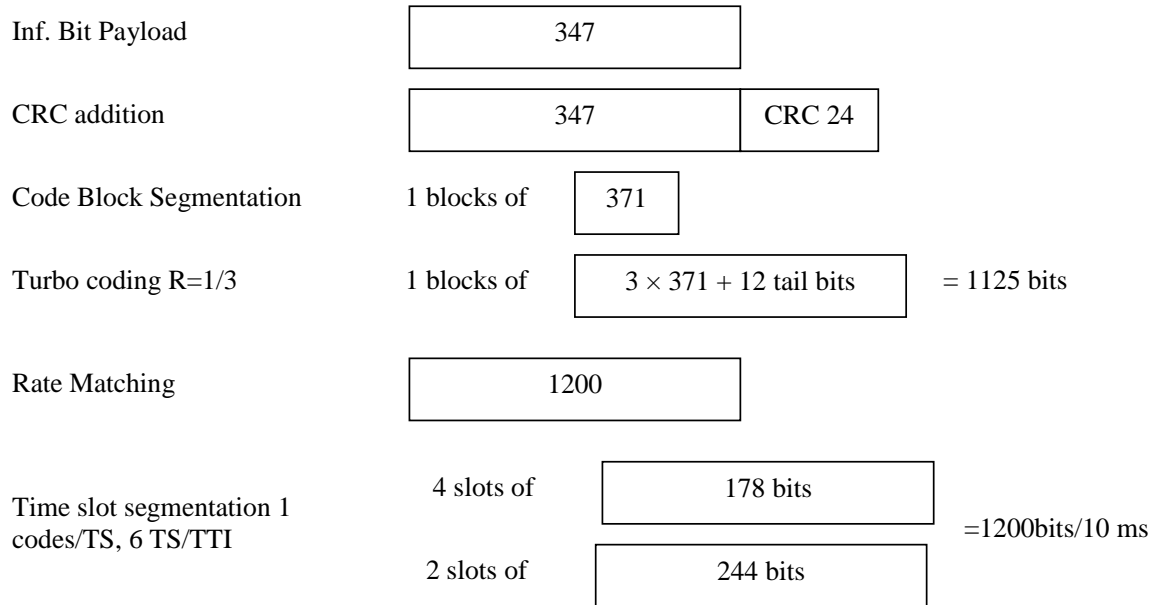 Inf. Bit Payload 347
CRC addition 347 CRC 24
Code Block Segmentation 1 blocks of 371
Turbo coding R=1/3 1 blocks of 3 × 371 + 12 tail bits = 1125 bits
Rate Matching 1200
4 slots of 178 bits
Time slot segmentation 1
codes/TS, 6 TS/TTI
=1200bits/10 ms
2 slots of 244 bits